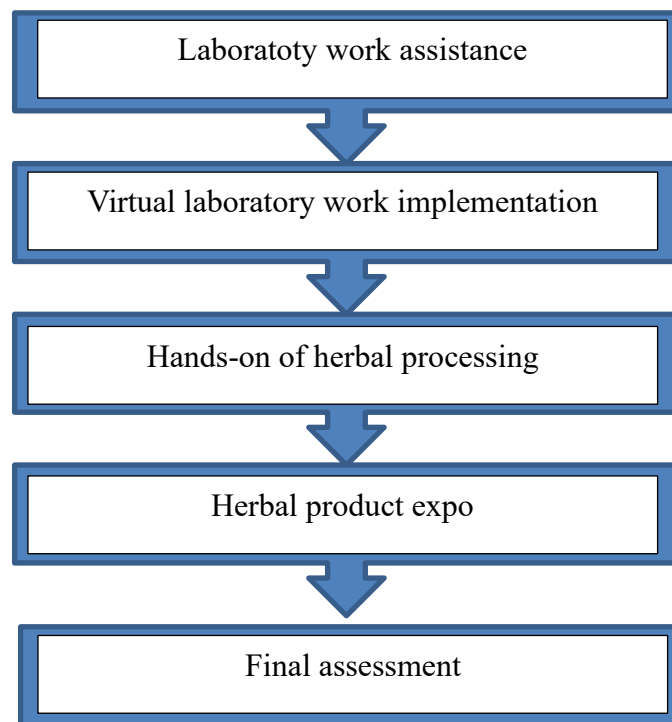 Laboratoty work assistance
Virtual laboratory work implementation
Hands-on of herbal processing
Herbal product expo
Final assessment